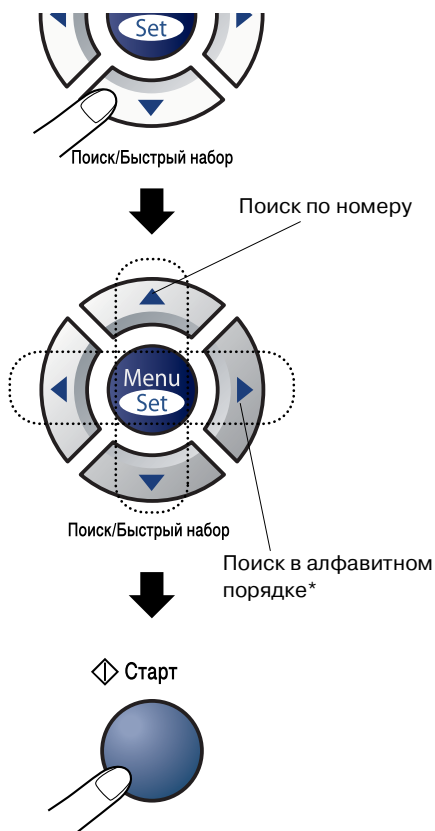 Set
Поиск/Быстрый набор
Поиск по номеру
Menu
Set
Поиск/Быстрый набор
Поиск в алфавитном
порядке*
Старт